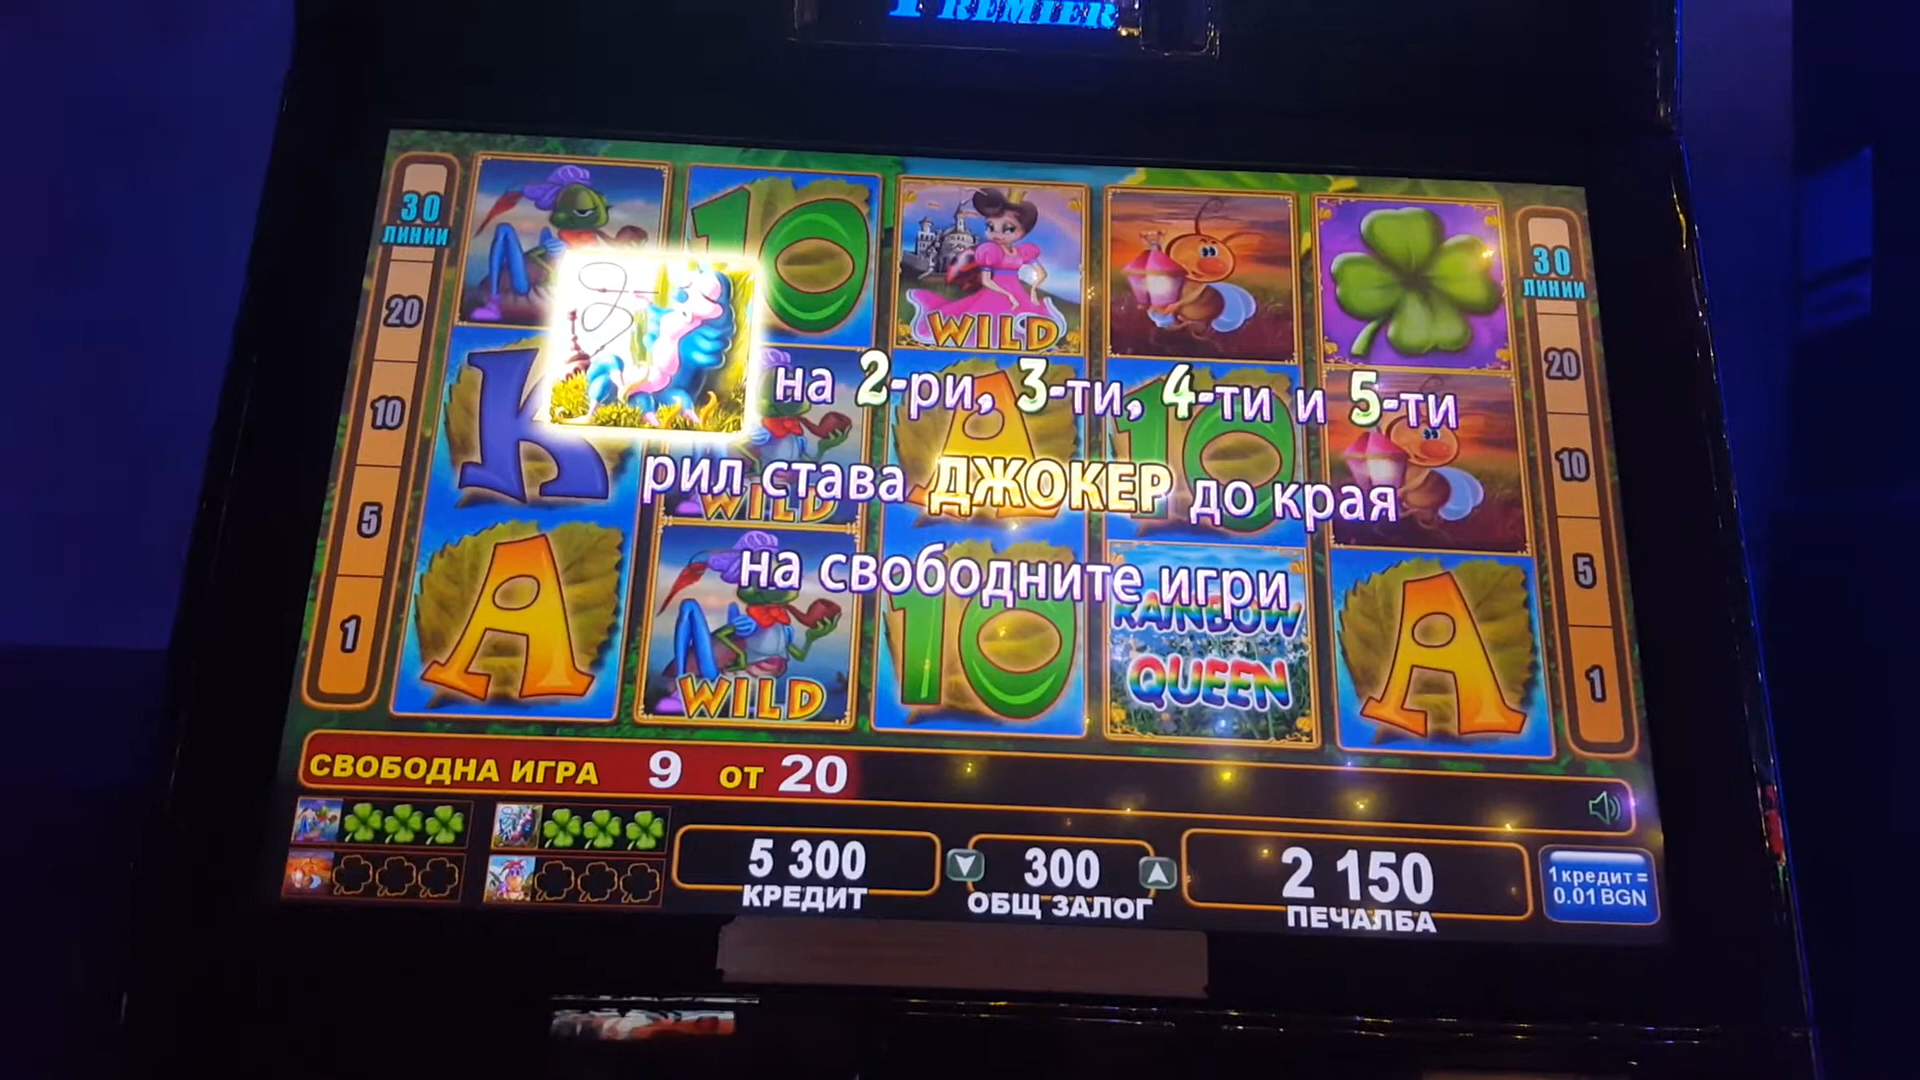 PREMIER
30
ЛИНИИ
20
10
5
1
10
WILD
30
ЛИНИИ
20
10
5
1
на 2-ри, 3-ти, 4-ти и 5-ти
рил става ДЖОКЕР до края
на свободните игри
K
WILD
A
10
A
WILD
10
RAINBOW
QUEEN
A
СВОБОДНА ИГРА 9 от 20
5 300
КРЕДИТ
300
ОБЩ ЗАЛОГ
2 150
ПЕЧАЛБА
1 кредит =
0.01 BGN